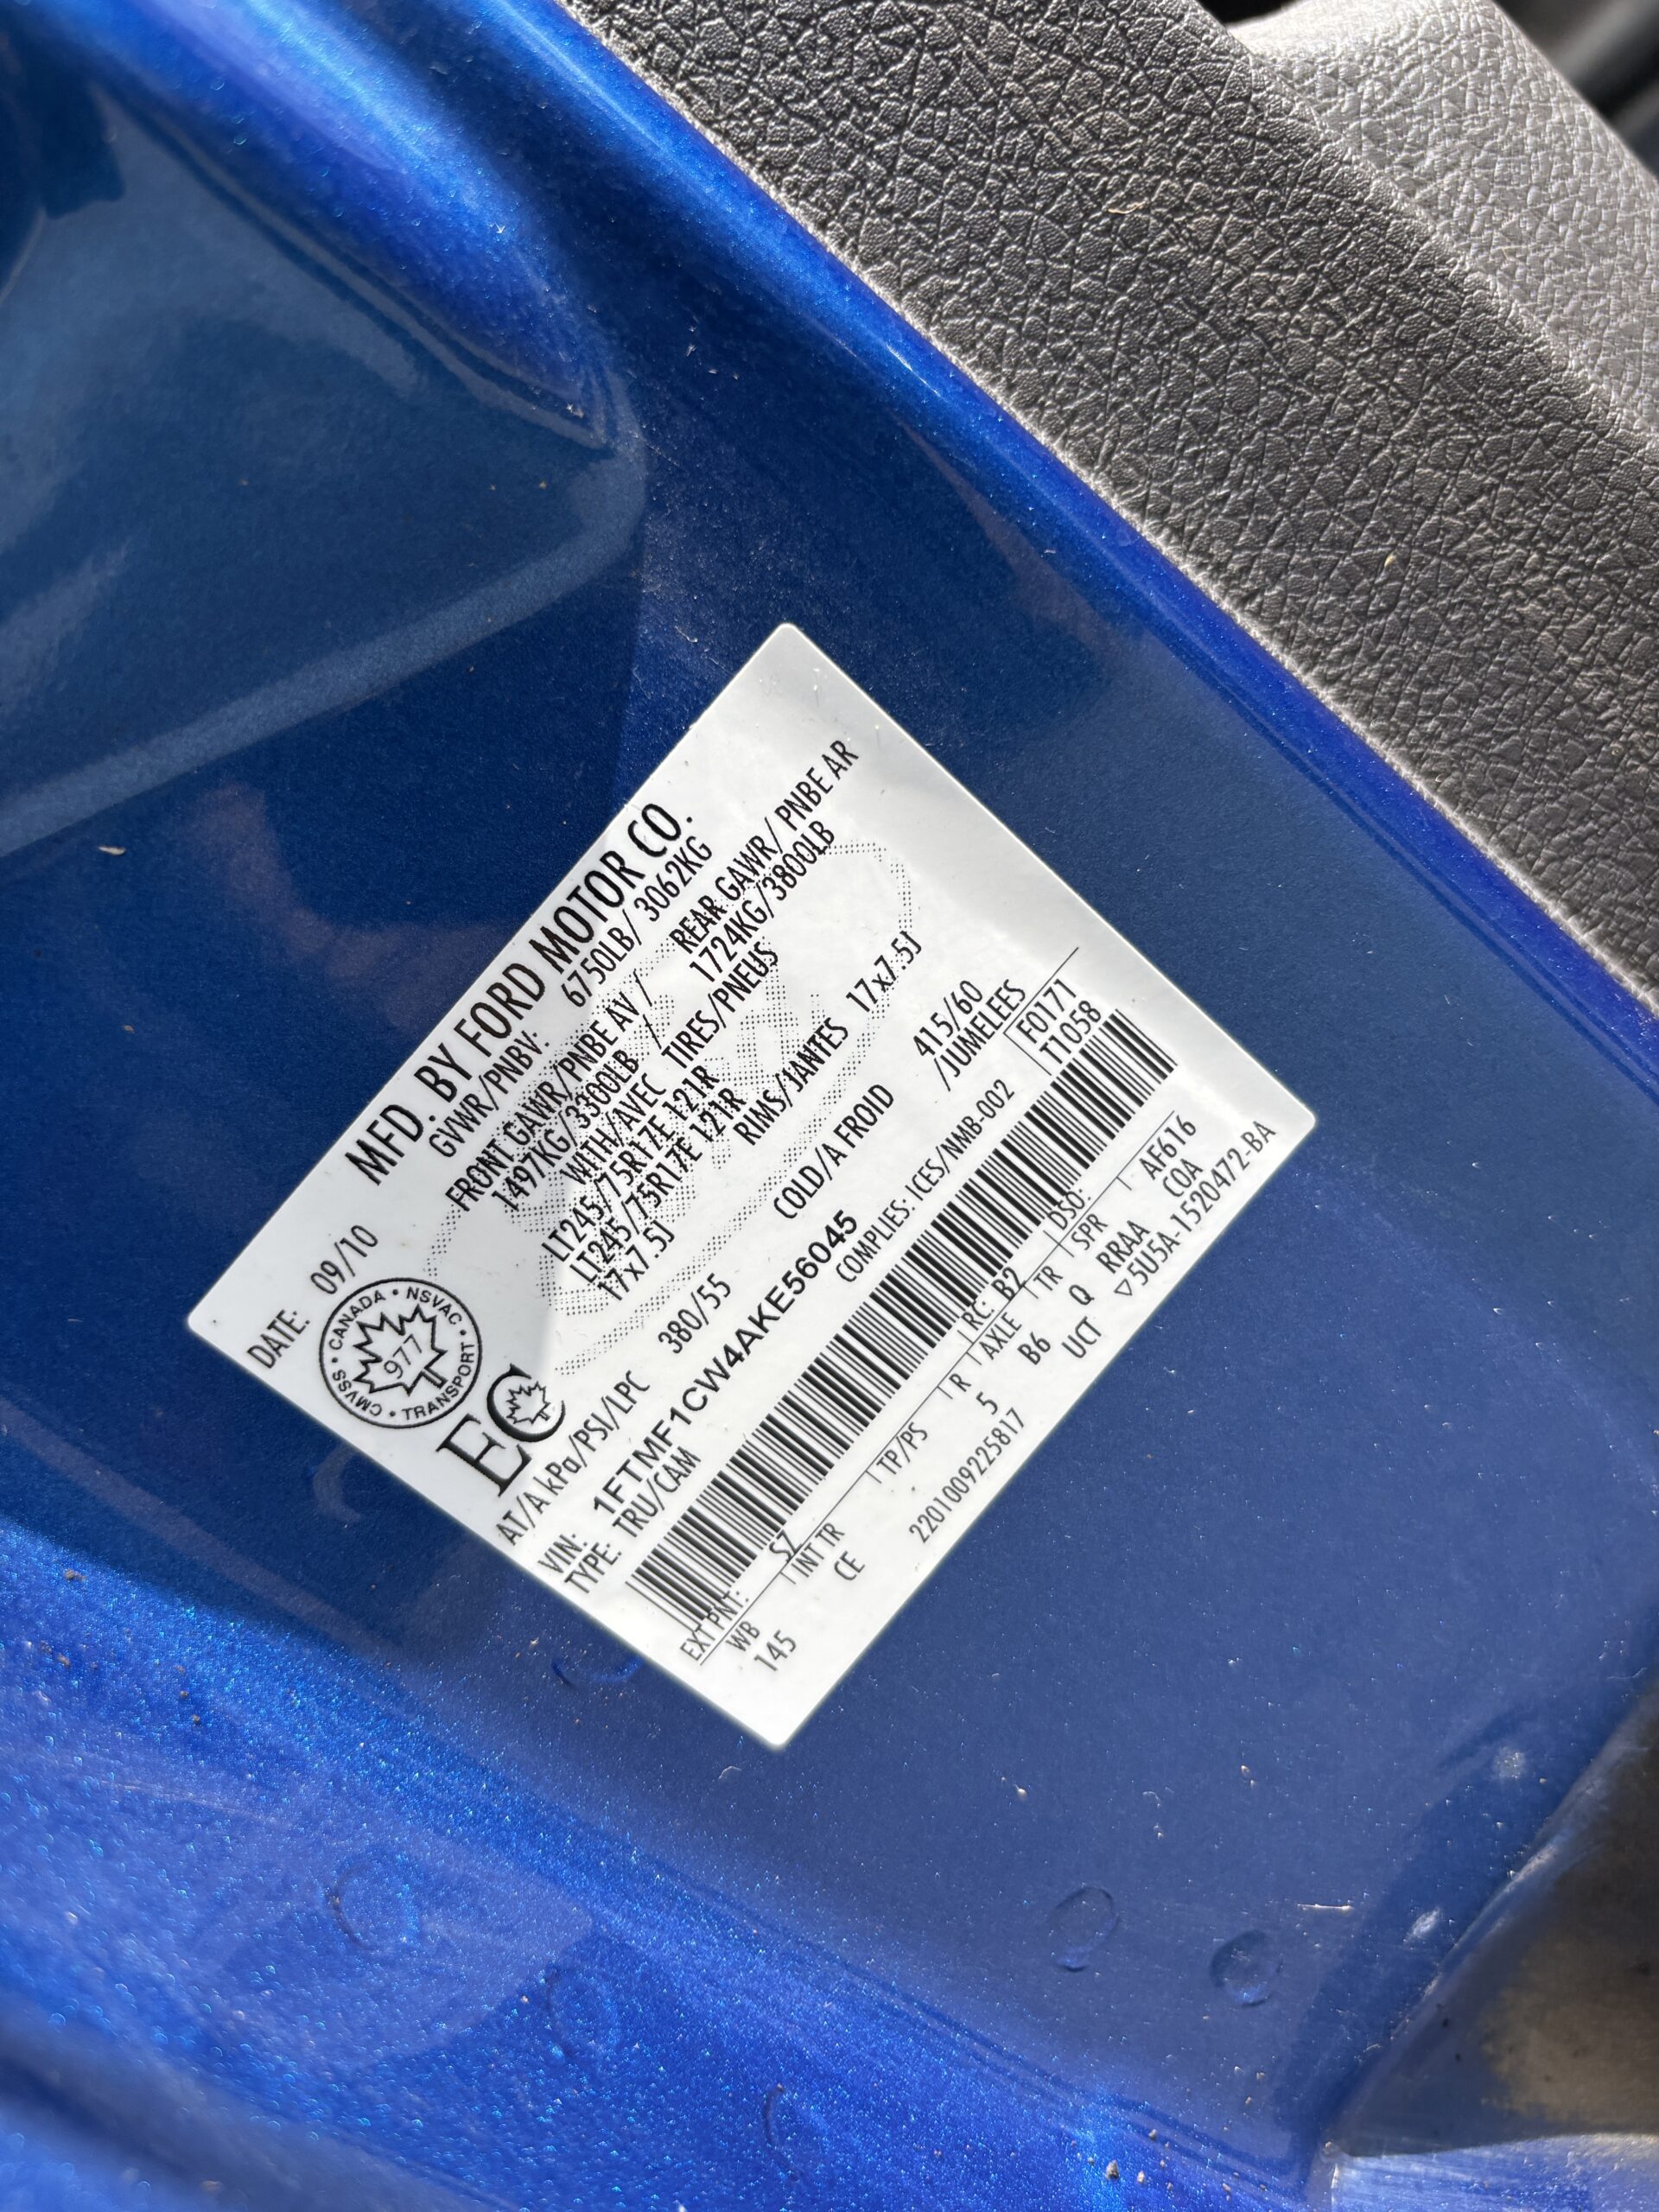 MFD. BY FORD MOTOR CO.
DATE: 09/10
GVWR/PNBV: 6750LB/ 3062KG
FRONT GAWR/PNBE AV / REAR GAWR/ PNBE AR
1497KG/3300LB / 1724KG/3800LB
WITH/AVEC TIRES/PNEUS
LT245/75R17E 121R
LT245/75R17E 121R
RIMS/JANTES 17x7.5J
17x7.5J
CMVSS • CANADA • NSVAC • TRANSPORT •
977
EC
AT/A kPa/PSI/LPC 380/55 COLD/A FROID 415/60
/JUMELEES
VIN: 1FTMF1CW4AKE56045
TYPE: TRU/CAM COMPLIES: ICES/NMB-002
F0171
T1058
EXT PNT: SZ RC: B2 DSO:
WB INT TR TP/PS R AXLE TR SPR AF616
145 CE 5 B6 Q RRAA COA
UCT
2201009225817
▽5U5A-1520472-BA